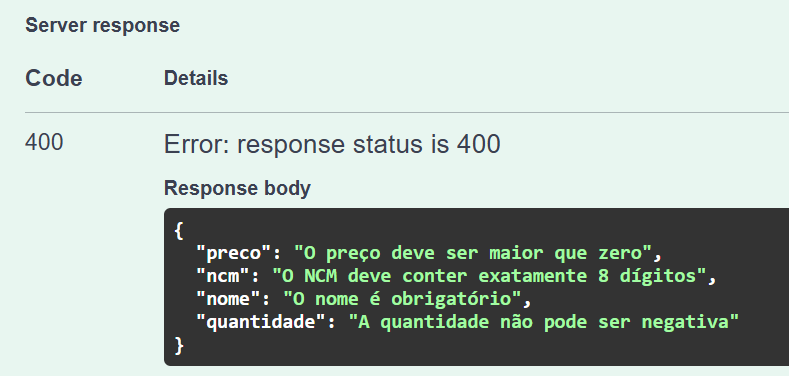 Server response
Code Details
400 Error: response status is 400
Response body
{
"preco": "O preço deve ser maior que zero",
"ncm": "O NCM deve conter exatamente 8 dígitos",
"nome": "O nome é obrigatório",
"quantidade": "A quantidade não pode ser negativa"
}